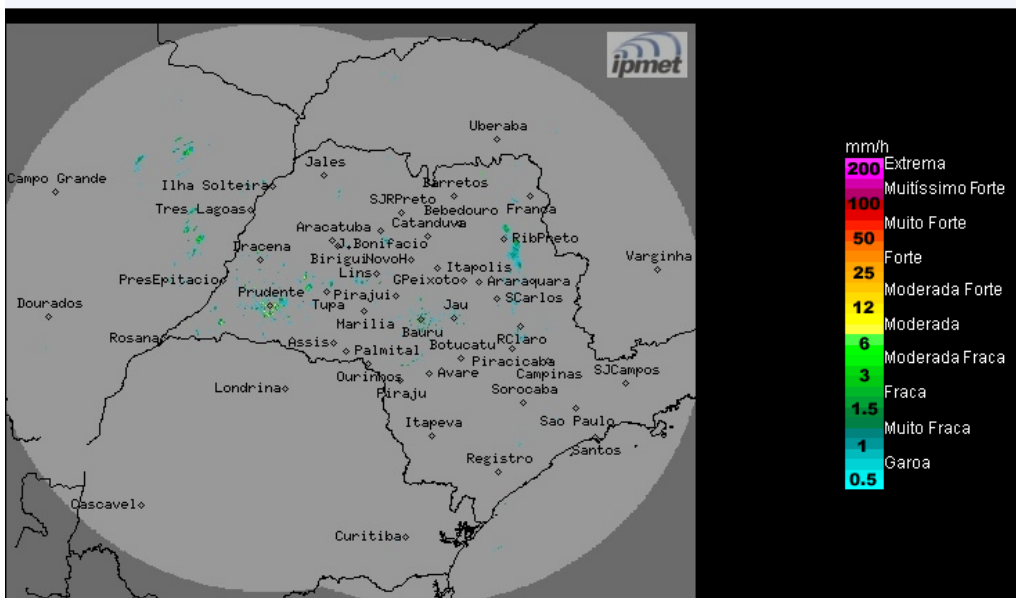 ipmet
Uberaba
Jales
Campo Grande
Ilha Solteira
Barretos
SJRPreto
Tres Lagoas
Bebedouro
Franca
Aracatuba
Catanduva
Dracena
J.Bonifacio
RibPreto
BiriguiNovoH
Itapolis
Varginha
Lins
PresEpitacio
GPeixoto
Araraquara
Prudente
Pirajui
SCarlos
Dourados
Tupa
Jau
Marilia
Bauru
Rosana
Assis
Botucatu
RClaro
Palmital
Piracicaba
Ourinhos
Avare
Campinas
SJCampos
Londrina
Piraju
Sorocaba
Itapeva
Sao Paulo
Santos
Registro
Cascavel
Curitiba
mm/h
200 Extrema
Muitíssimo Forte
100
Muito Forte
50
Forte
25
Moderada Forte
12
Moderada
6
Moderada Fraca
3
Fraca
1.5
Muito Fraca
1
Garoa
0.5